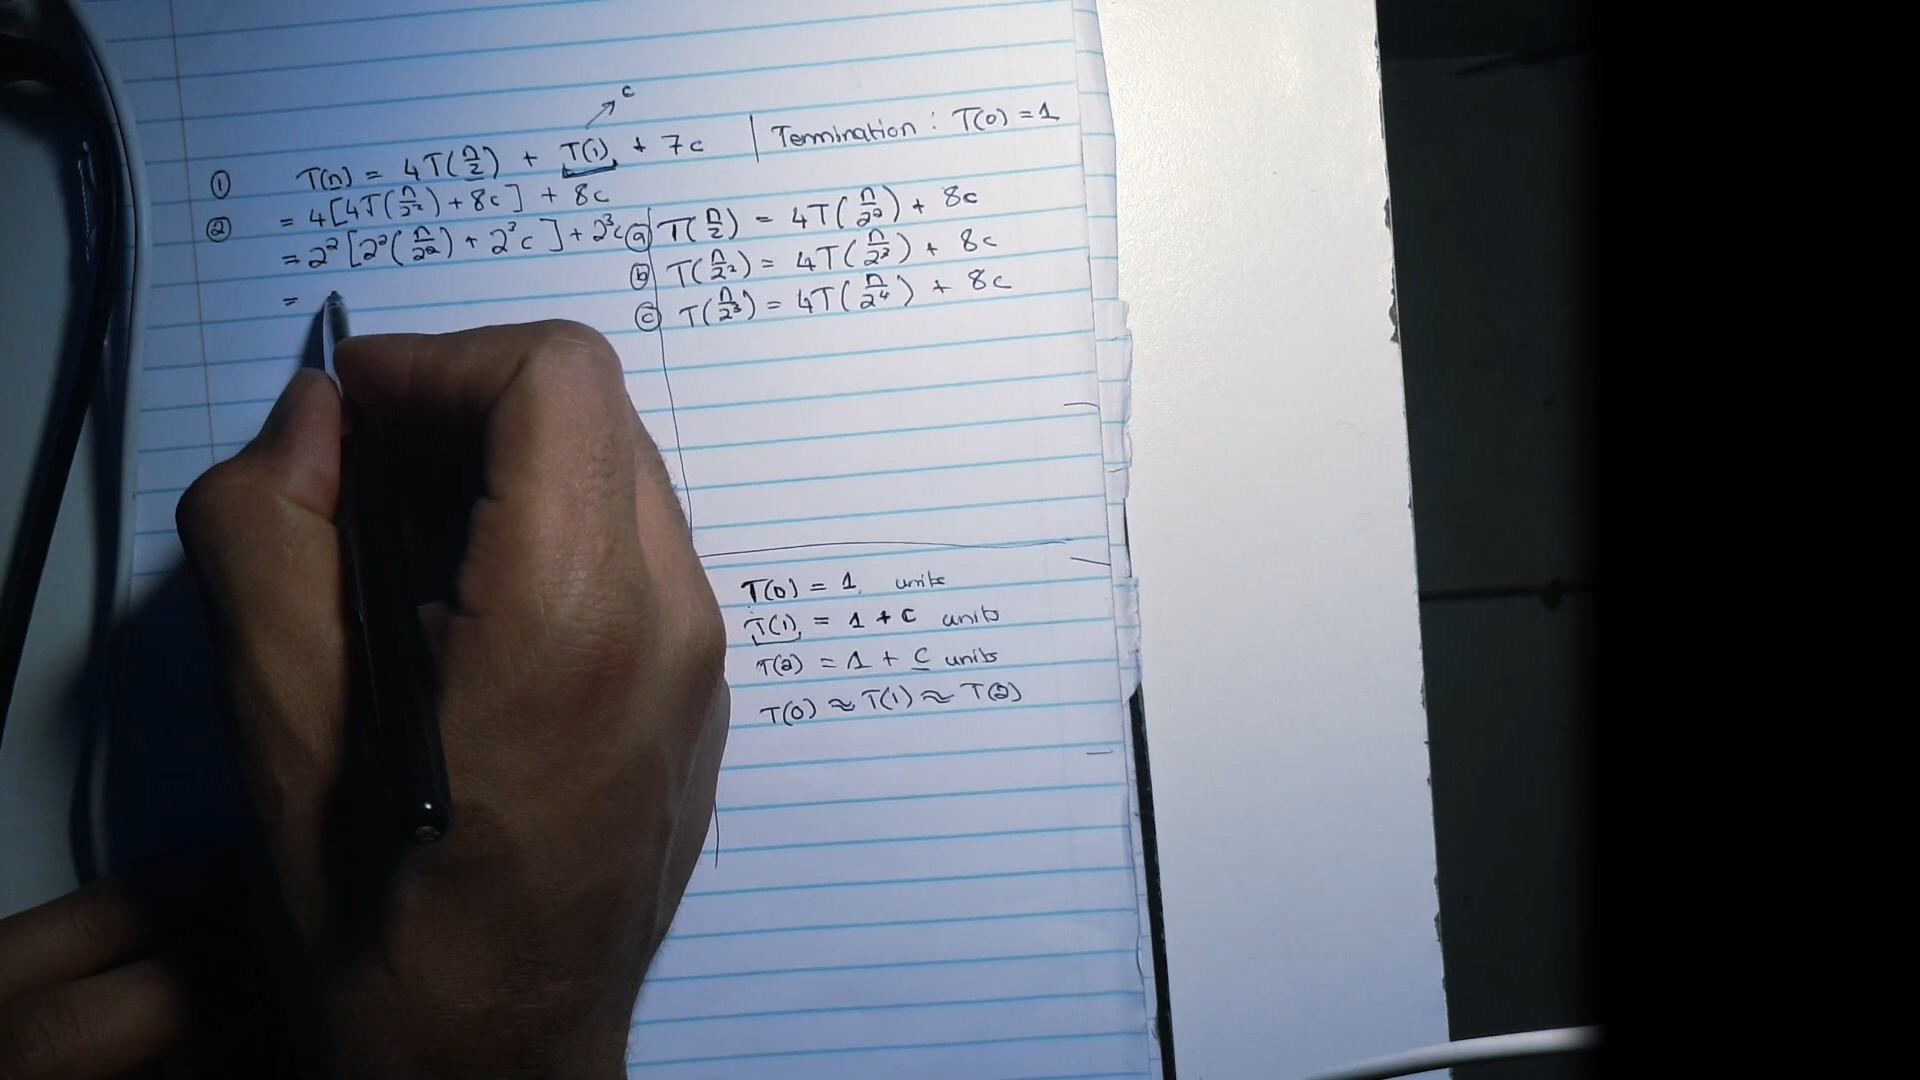 c
① T(n) = 4T(n/2) + T(1) + 7c | Termination : T(0) = 1
② = 4[4T(n/2²) + 8c] + 8c
= 2²[2²(n/2²) + 2³c] + 2³c
=
ⓐ T(n/2) = 4T(n/2²) + 8c
ⓑ T(n/2²) = 4T(n/2³) + 8c
ⓒ T(n/2³) = 4T(n/2⁴) + 8c
T(0) = 1 units
T(1) = 1 + c units
T(2) = 1 + c units
T(0) ≈ T(1) ≈ T(2)